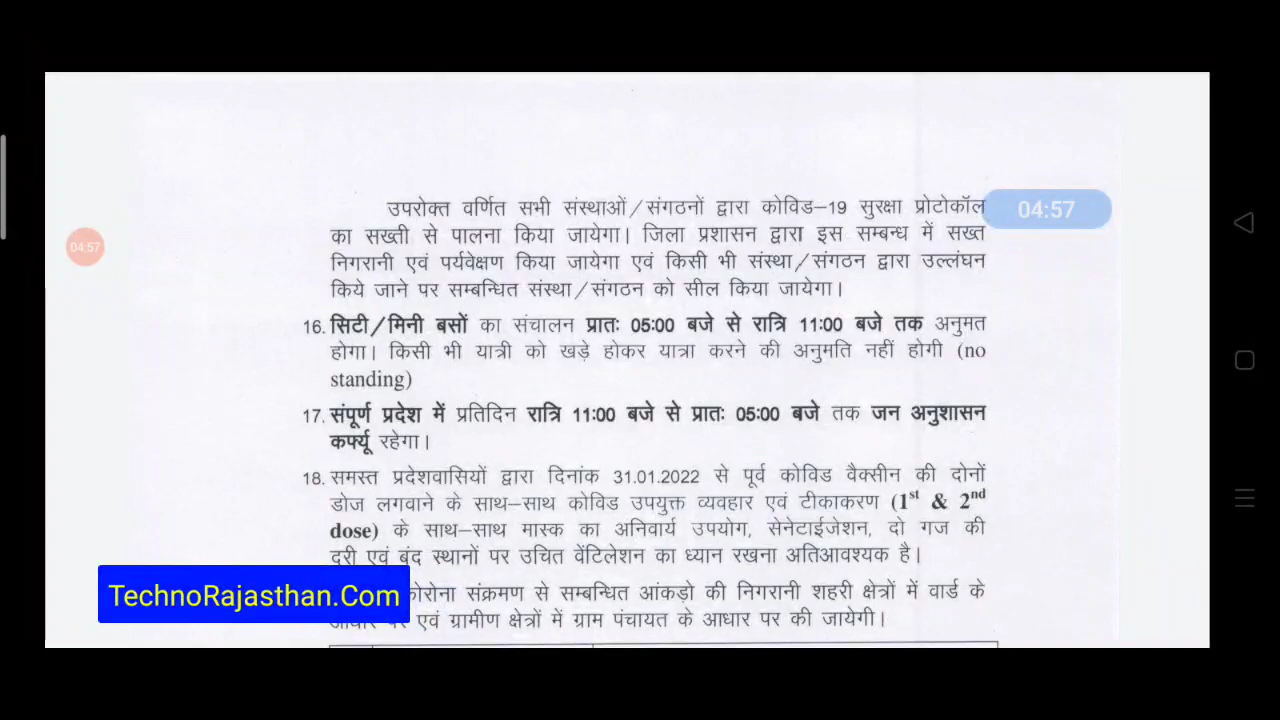 उपरोक्त वर्णित सभी संस्थाओं/संगठनों द्वारा कोविड–19 सुरक्षा प्रोटोकॉल
04:57
का सख्ती से पालना किया जायेगा। जिला प्रशासन द्वारा इस सम्बन्ध में सख्त
04:57
निगरानी एवं पर्यवेक्षण किया जायेगा एवं किसी भी संस्था/संगठन द्वारा उल्लंघन
किये जाने पर सम्बन्धित संस्था/संगठन को सील किया जायेगा।
16. सिटी/मिनी बसों का संचालन प्रातः 05:00 बजे से रात्रि 11:00 बजे तक अनुमत
होगा। किसी भी यात्री को खड़े होकर यात्रा करने की अनुमति नहीं होगी (no
standing)
17. संपूर्ण प्रदेश में प्रतिदिन रात्रि 11:00 बजे से प्रातः 05:00 बजे तक जन अनुशासन
कर्फ्यू रहेगा।
18. समस्त प्रदेशवासियों द्वारा दिनांक 31.01.2022 से पूर्व कोविड वैक्सीन की दोनों
डोज लगवाने के साथ–साथ कोविड उपयुक्त व्यवहार एवं टीकाकरण (1st & 2nd
dose) के साथ–साथ मास्क का अनिवार्य उपयोग, सेनेटाईजेशन, दो गज की
दूरी एवं बंद स्थानों पर उचित वेंटिलेशन का ध्यान रखना अतिआवश्यक है।
TechnoRajasthan.Com
संक्रमण से सम्बन्धित आंकड़ो की निगरानी शहरी क्षेत्रों में वार्ड के
एवं ग्रामीण क्षेत्रों में ग्राम पंचायत के आधार पर की जायेगी।